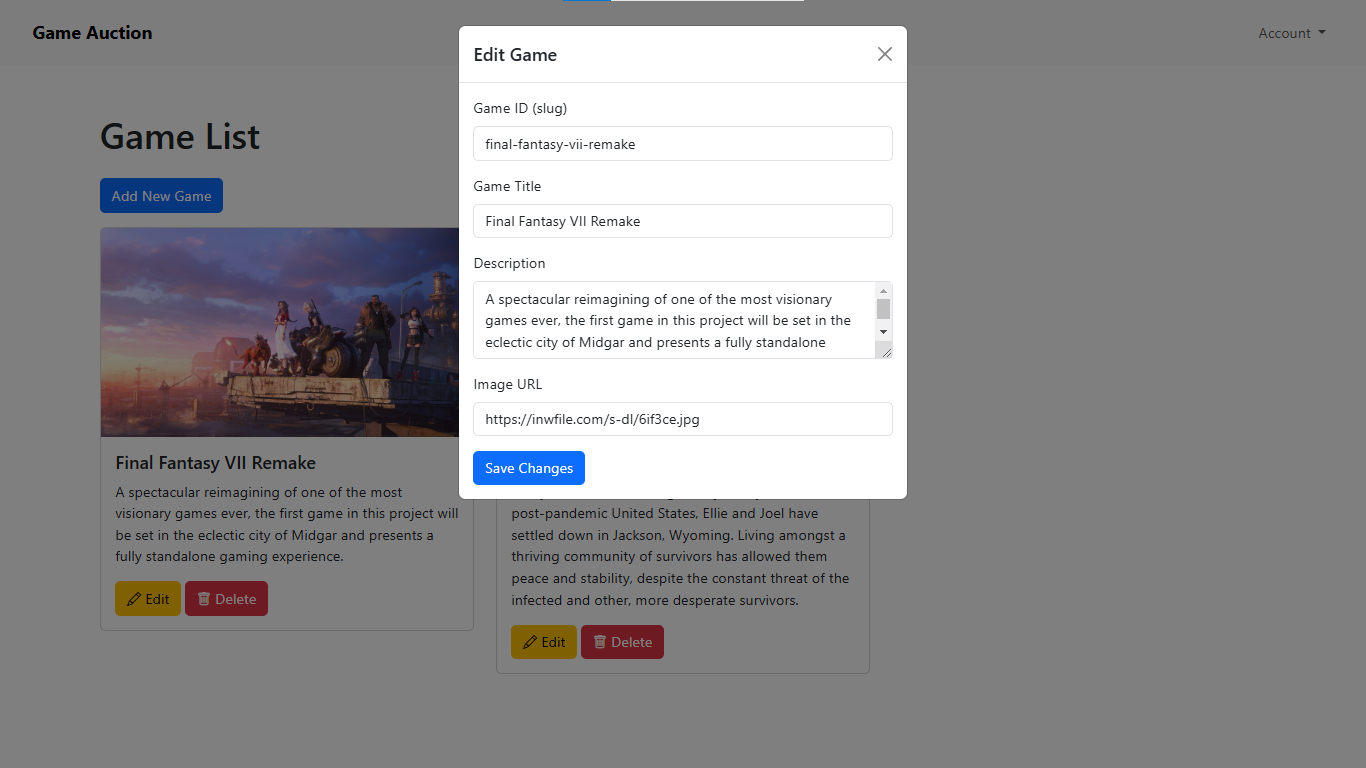 Game Auction
Account
Edit Game
Game ID (slug)
final-fantasy-vii-remake
Game Title
Final Fantasy VII Remake
Description
A spectacular reimagining of one of the most visionary
games ever, the first game in this project will be set in the
eclectic city of Midgar and presents a fully standalone
Image URL
https://inwfile.com/s-dl/6if3ce.jpg
Save Changes
Game List
Add New Game
Final Fantasy VII Remake
A spectacular reimagining of one of the most
visionary games ever, the first game in this project will
be set in the eclectic city of Midgar and presents a
fully standalone gaming experience.
Edit
Delete
post-pandemic United States, Ellie and Joel have
settled down in Jackson, Wyoming. Living amongst a
thriving community of survivors has allowed them
peace and stability, despite the constant threat of the
infected and other, more desperate survivors.
Edit
Delete